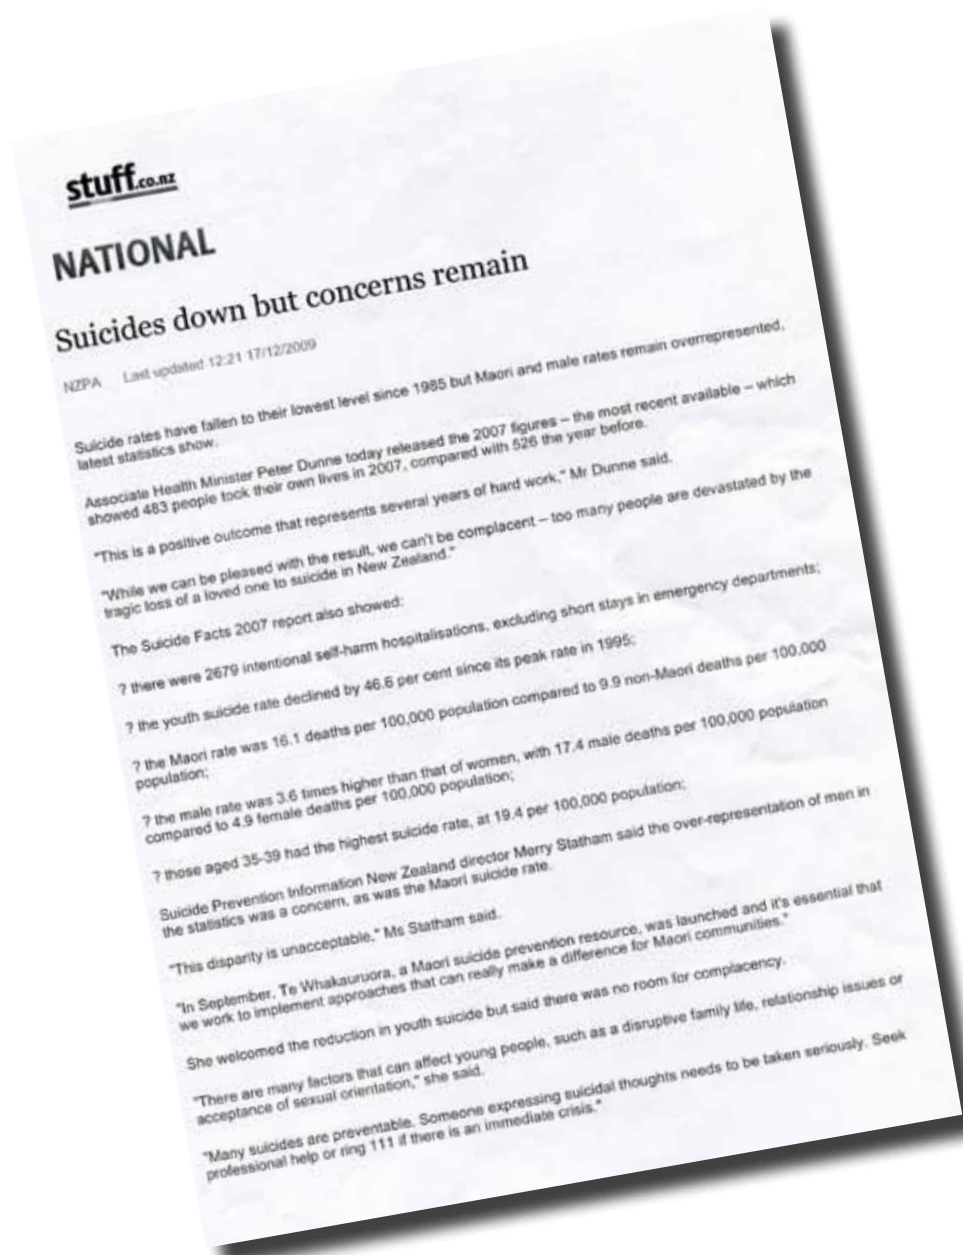 stuff.co.nz
NATIONAL
Suicides down but concerns remain
NZPA Last updated 12:21 17/12/2009
Suicide rates have fallen to their lowest level since 1985 but Maori and male rates remain overrepresented,
latest statistics show.
Associate Health Minister Peter Dunne today released the 2007 figures – the most recent available – which
showed 483 people took their own lives in 2007, compared with 526 the year before.
"This is a positive outcome that represents several years of hard work," Mr Dunne said.
"While we can be pleased with the result, we can't be complacent – too many people are devastated by the
tragic loss of a loved one to suicide in New Zealand."
The Suicide Facts 2007 report also showed:
? there were 2679 intentional self-harm hospitalisations, excluding short stays in emergency departments;
? the youth suicide rate declined by 46.6 per cent since its peak rate in 1995;
? the Maori rate was 16.1 deaths per 100,000 population compared to 9.9 non-Maori deaths per 100,000
population;
? the male rate was 3.6 times higher than that of women, with 17.4 male deaths per 100,000 population
compared to 4.9 female deaths per 100,000 population;
? those aged 35-39 had the highest suicide rate, at 19.4 per 100,000 population;
Suicide Prevention Information New Zealand director Merry Statham said the over-representation of men in
the statistics was a concern, as was the Maori suicide rate.
"This disparity is unacceptable," Ms Statham said.
"In September, Te Whakauruora, a Maori suicide prevention resource, was launched and it's essential that
we work to implement approaches that can really make a difference for Maori communities."
She welcomed the reduction in youth suicide but said there was no room for complacency.
"There are many factors that can affect young people, such as a disruptive family life, relationship issues or
acceptance of sexual orientation," she said.
"Many suicides are preventable. Someone expressing suicidal thoughts needs to be taken seriously. Seek
professional help or ring 111 if there is an immediate crisis."